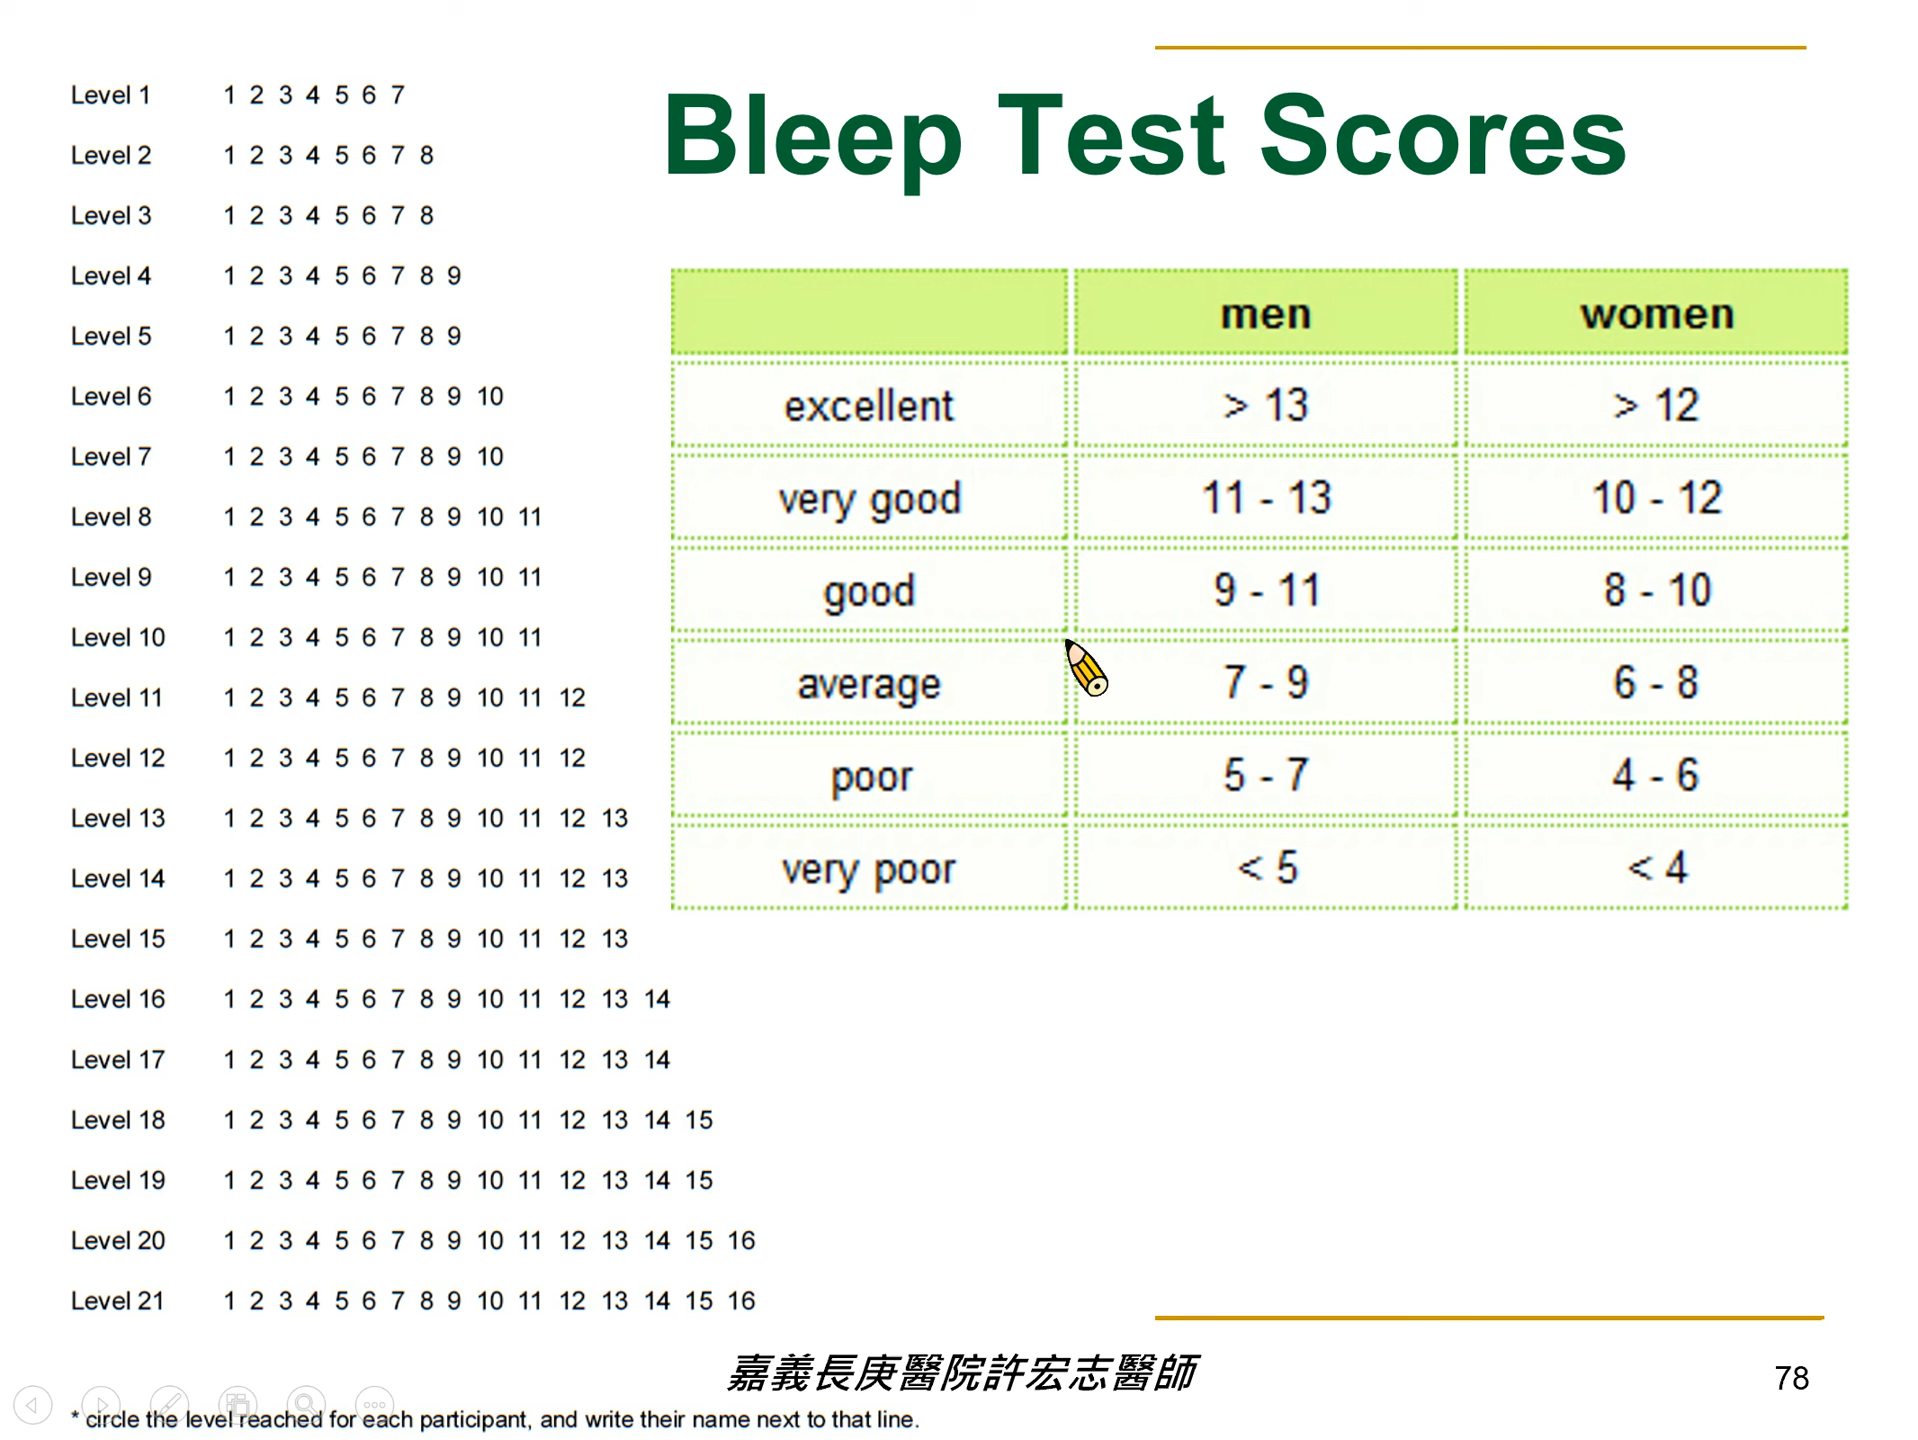 Bleep Test Scores
Level 1 1 2 3 4 5 6 7
Level 2 1 2 3 4 5 6 7 8
Level 3 1 2 3 4 5 6 7 8
Level 4 1 2 3 4 5 6 7 8 9
Level 5 1 2 3 4 5 6 7 8 9
Level 6 1 2 3 4 5 6 7 8 9 10
Level 7 1 2 3 4 5 6 7 8 9 10
Level 8 1 2 3 4 5 6 7 8 9 10 11
Level 9 1 2 3 4 5 6 7 8 9 10 11
Level 10 1 2 3 4 5 6 7 8 9 10 11
Level 11 1 2 3 4 5 6 7 8 9 10 11 12
Level 12 1 2 3 4 5 6 7 8 9 10 11 12
Level 13 1 2 3 4 5 6 7 8 9 10 11 12 13
Level 14 1 2 3 4 5 6 7 8 9 10 11 12 13
Level 15 1 2 3 4 5 6 7 8 9 10 11 12 13
Level 16 1 2 3 4 5 6 7 8 9 10 11 12 13 14
Level 17 1 2 3 4 5 6 7 8 9 10 11 12 13 14
Level 18 1 2 3 4 5 6 7 8 9 10 11 12 13 14 15
Level 19 1 2 3 4 5 6 7 8 9 10 11 12 13 14 15
Level 20 1 2 3 4 5 6 7 8 9 10 11 12 13 14 15 16
Level 21 1 2 3 4 5 6 7 8 9 10 11 12 13 14 15 16
men women
excellent > 13 > 12
very good 11 - 13 10 - 12
good 9 - 11 8 - 10
average 7 - 9 6 - 8
poor 5 - 7 4 - 6
very poor < 5 < 4
嘉義長庚醫院許宏志醫師
78
* circle the level reached for each participant, and write their name next to that line.